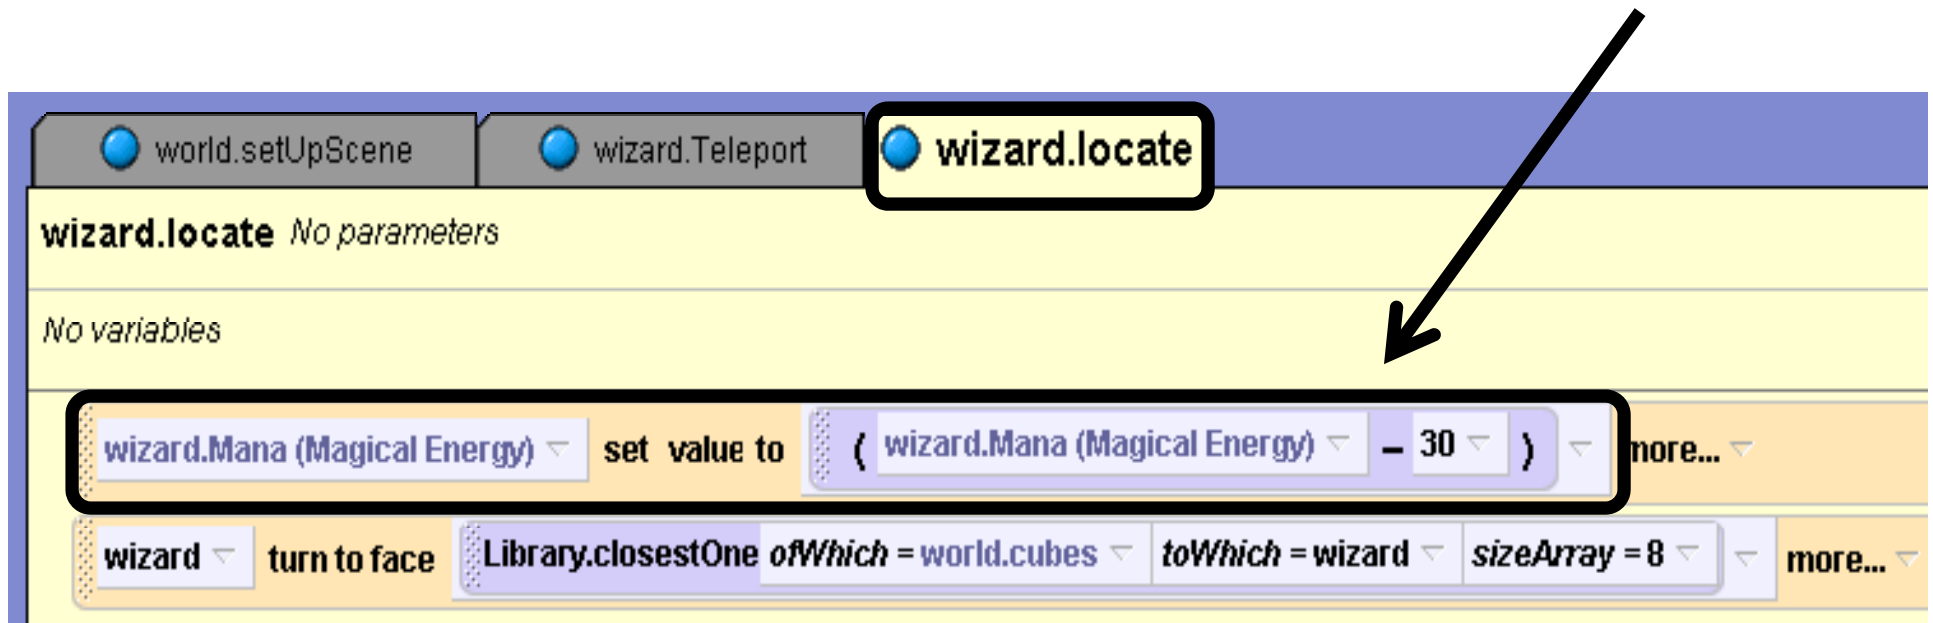 world.setUpScene wizard.Teleport wizard.locate
wizard.locate No parameters
No variables
wizard.Mana (Magical Energy) set value to ( wizard.Mana (Magical Energy) – 30 ) more...
wizard turn to face Library.closestOne ofWhich = world.cubes toWhich = wizard sizeArray = 8 more...